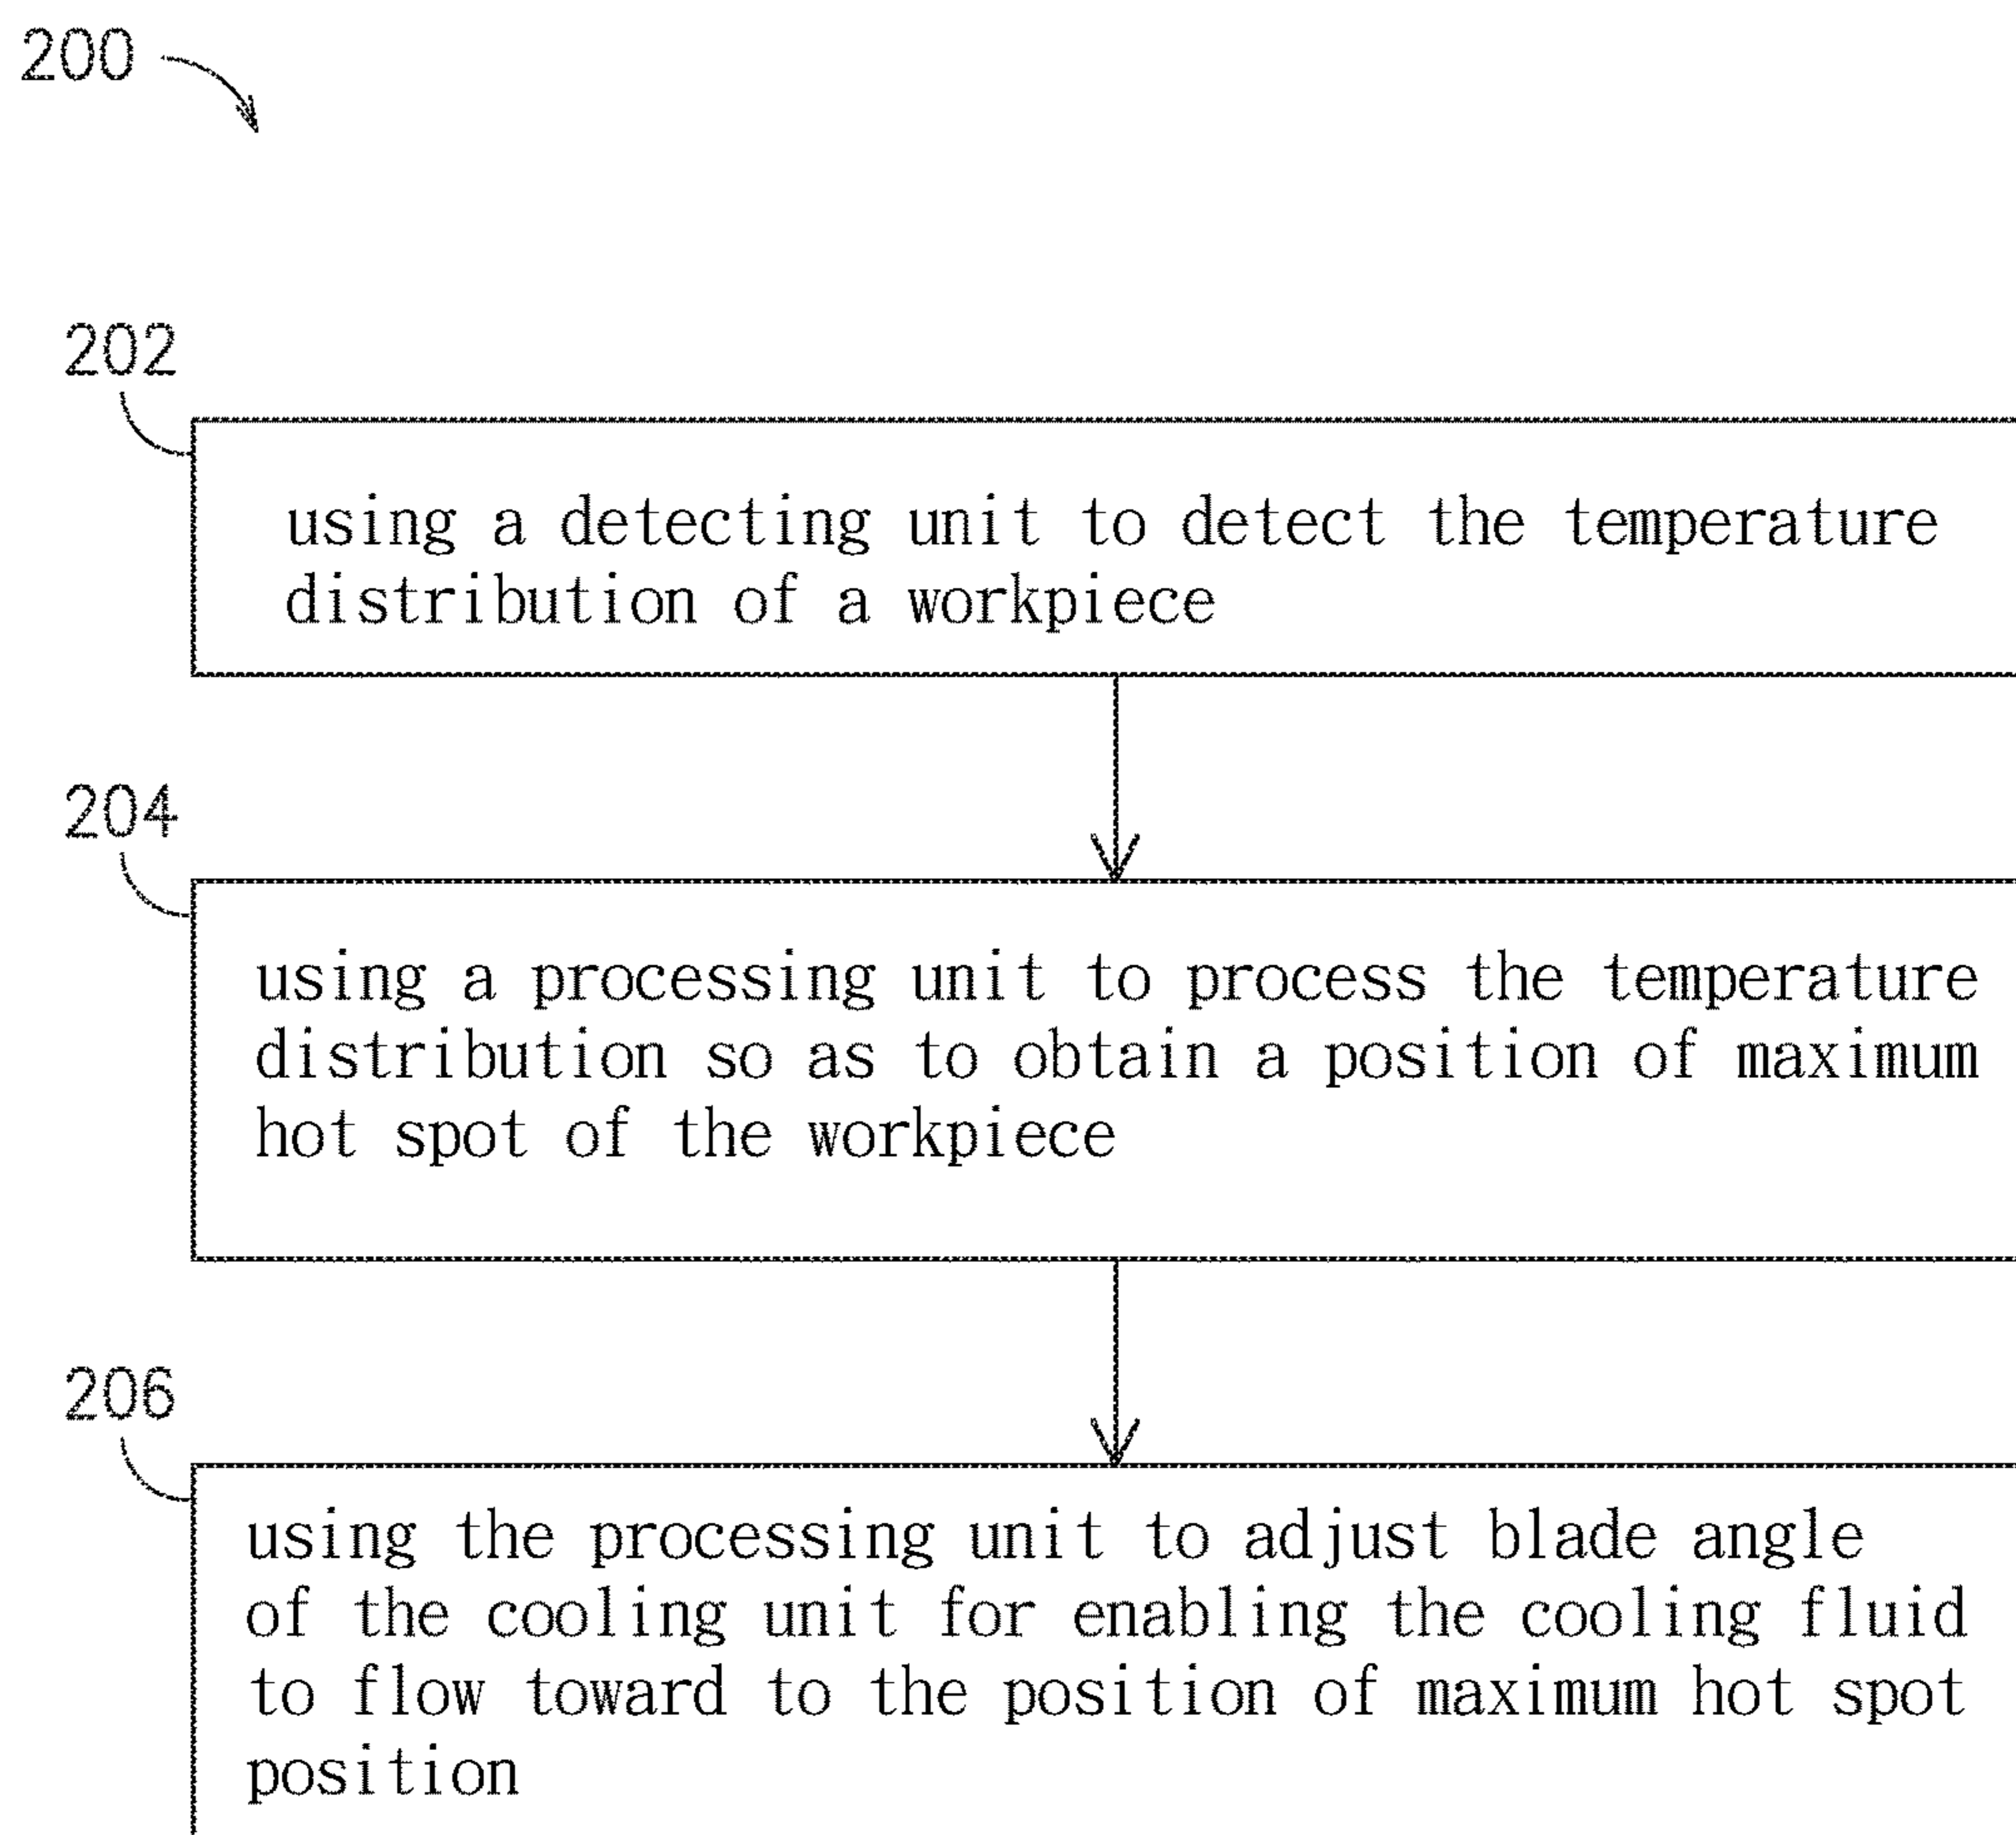 200
202
using a detecting unit to detect the temperature
distribution of a workpiece
204
using a processing unit to process the temperature
distribution so as to obtain a position of maximum
hot spot of the workpiece
206
using the processing unit to adjust blade angle
of the cooling unit for enabling the cooling fluid
to flow toward to the position of maximum hot spot
position